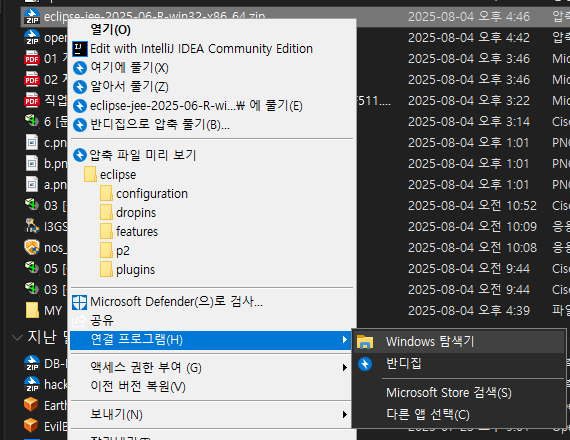 eclipse-jee-2025-06-R-win32-x86_64.zip 2025-08-04 오후 4:46 압축
열기(O)
open 2025-08-04 오후 4:46 압축
Edit with IntelliJ IDEA Community Edition
01 2025-08-04 오후 3:46 Mic
여기에 풀기(X)
02 2025-08-04 오후 3:46 Mic
알아서 풀기(Z)
직업 511.... 2025-08-04 오후 3:22 Mic
eclipse-jee-2025-06-R-wi...₩ 에 풀기(E)
6 [문 2025-08-04 오후 3:14 Cisc
반디집으로 압축 풀기(B)...
c.pn 2025-08-04 오후 1:01 PNG
압축 파일 미리 보기
b.pn 2025-08-04 오후 1:01 PNG
eclipse
a.pn 2025-08-04 오후 1:01 PNG
configuration
03 [ 2025-08-04 오전 10:52 Cisc
dropins
I3GS 2025-08-04 오전 10:09 응용
features
nos_ 2025-08-04 오전 10:08 응용
p2
05 [ 2025-08-04 오전 9:44 Cisc
plugins
03 [ 2025-08-04 오전 9:44 Cisc
Microsoft Defender(으)로 검사...
MY 2025-08-04 오후 4:39 파일
공유
지난
연결 프로그램(H)
Windows 탐색기
DB-I
액세스 권한 부여 (G)
반디집
hack
이전 버전 복원(V)
Microsoft Store 검색(S)
Earth
보내기(N)
다른 앱 선택(C)
EvilE